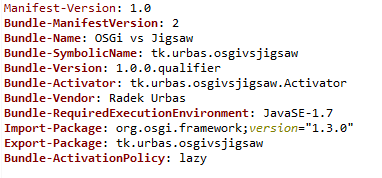 Manifest-Version: 1.0
Bundle-ManifestVersion: 2
Bundle-Name: OSGi vs Jigsaw
Bundle-SymbolicName: tk.urbas.osgivsjigsaw
Bundle-Version: 1.0.0.qualifier
Bundle-Activator: tk.urbas.osgivsjigsaw.Activator
Bundle-Vendor: Radek Urbas
Bundle-RequiredExecutionEnvironment: JavaSE-1.7
Import-Package: org.osgi.framework;version="1.3.0"
Export-Package: tk.urbas.osgivsjigsaw
Bundle-ActivationPolicy: lazy